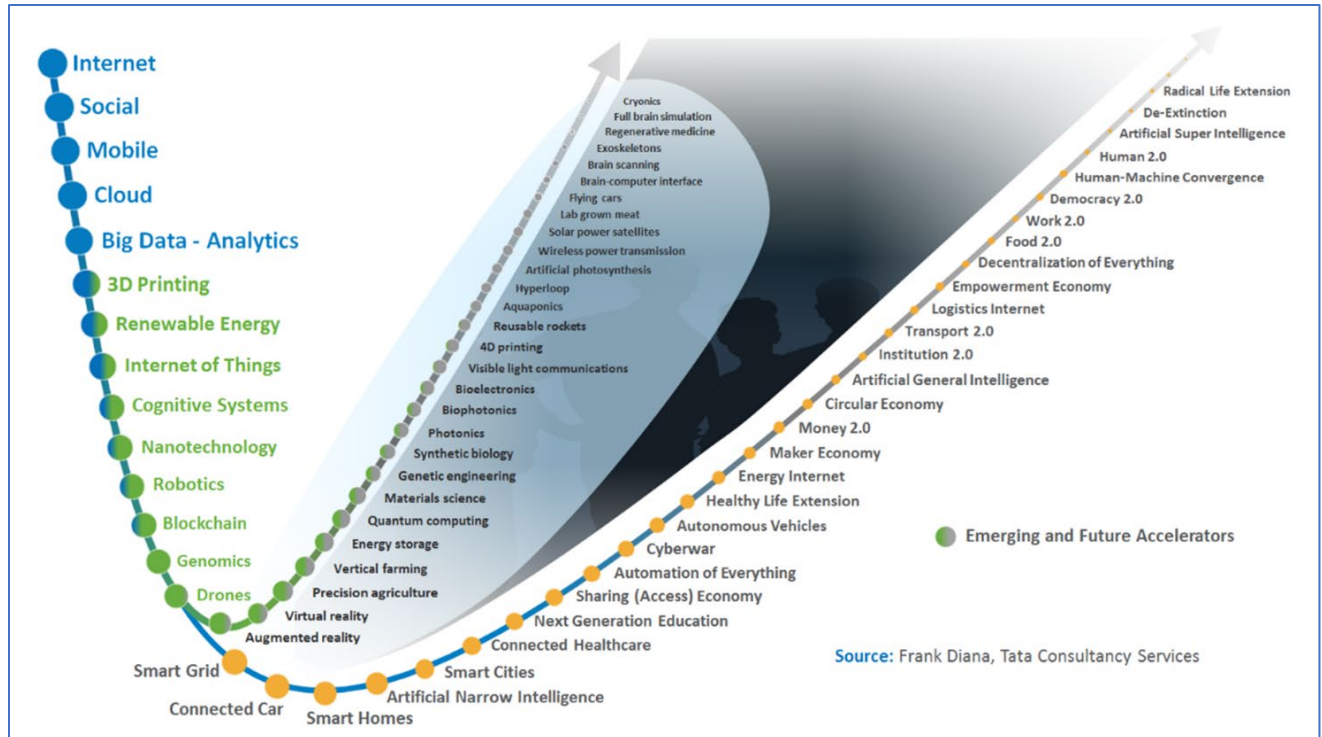 Internet
Social
Mobile
Cloud
Big Data - Analytics
3D Printing
Renewable Energy
Internet of Things
Cognitive Systems
Nanotechnology
Robotics
Blockchain
Genomics
Drones
Cryonics
Full brain simulation
Regenerative medicine
Exoskeletons
Brain scanning
Brain-computer interface
Flying cars
Lab grown meat
Solar power satellites
Wireless power transmission
Artificial photosynthesis
Hyperloop
Aquaponics
Reusable rockets
4D printing
Visible light communications
Bioelectronics
Biophotonics
Photonics
Synthetic biology
Genetic engineering
Materials science
Quantum computing
Energy storage
Vertical farming
Precision agriculture
Virtual reality
Augmented reality
Radical Life Extension
De-Extinction
Artificial Super Intelligence
Human 2.0
Human-Machine Convergence
Democracy 2.0
Work 2.0
Food 2.0
Decentralization of Everything
Empowerment Economy
Logistics Internet
Transport 2.0
Institution 2.0
Artificial General Intelligence
Circular Economy
Money 2.0
Maker Economy
Energy Internet
Healthy Life Extension
Autonomous Vehicles
Cyberwar
Automation of Everything
Sharing (Access) Economy
Next Generation Education
Connected Healthcare
Smart Cities
Artificial Narrow Intelligence
Smart Homes
Connected Car
Smart Grid
Emerging and Future Accelerators
Source: Frank Diana, Tata Consultancy Services